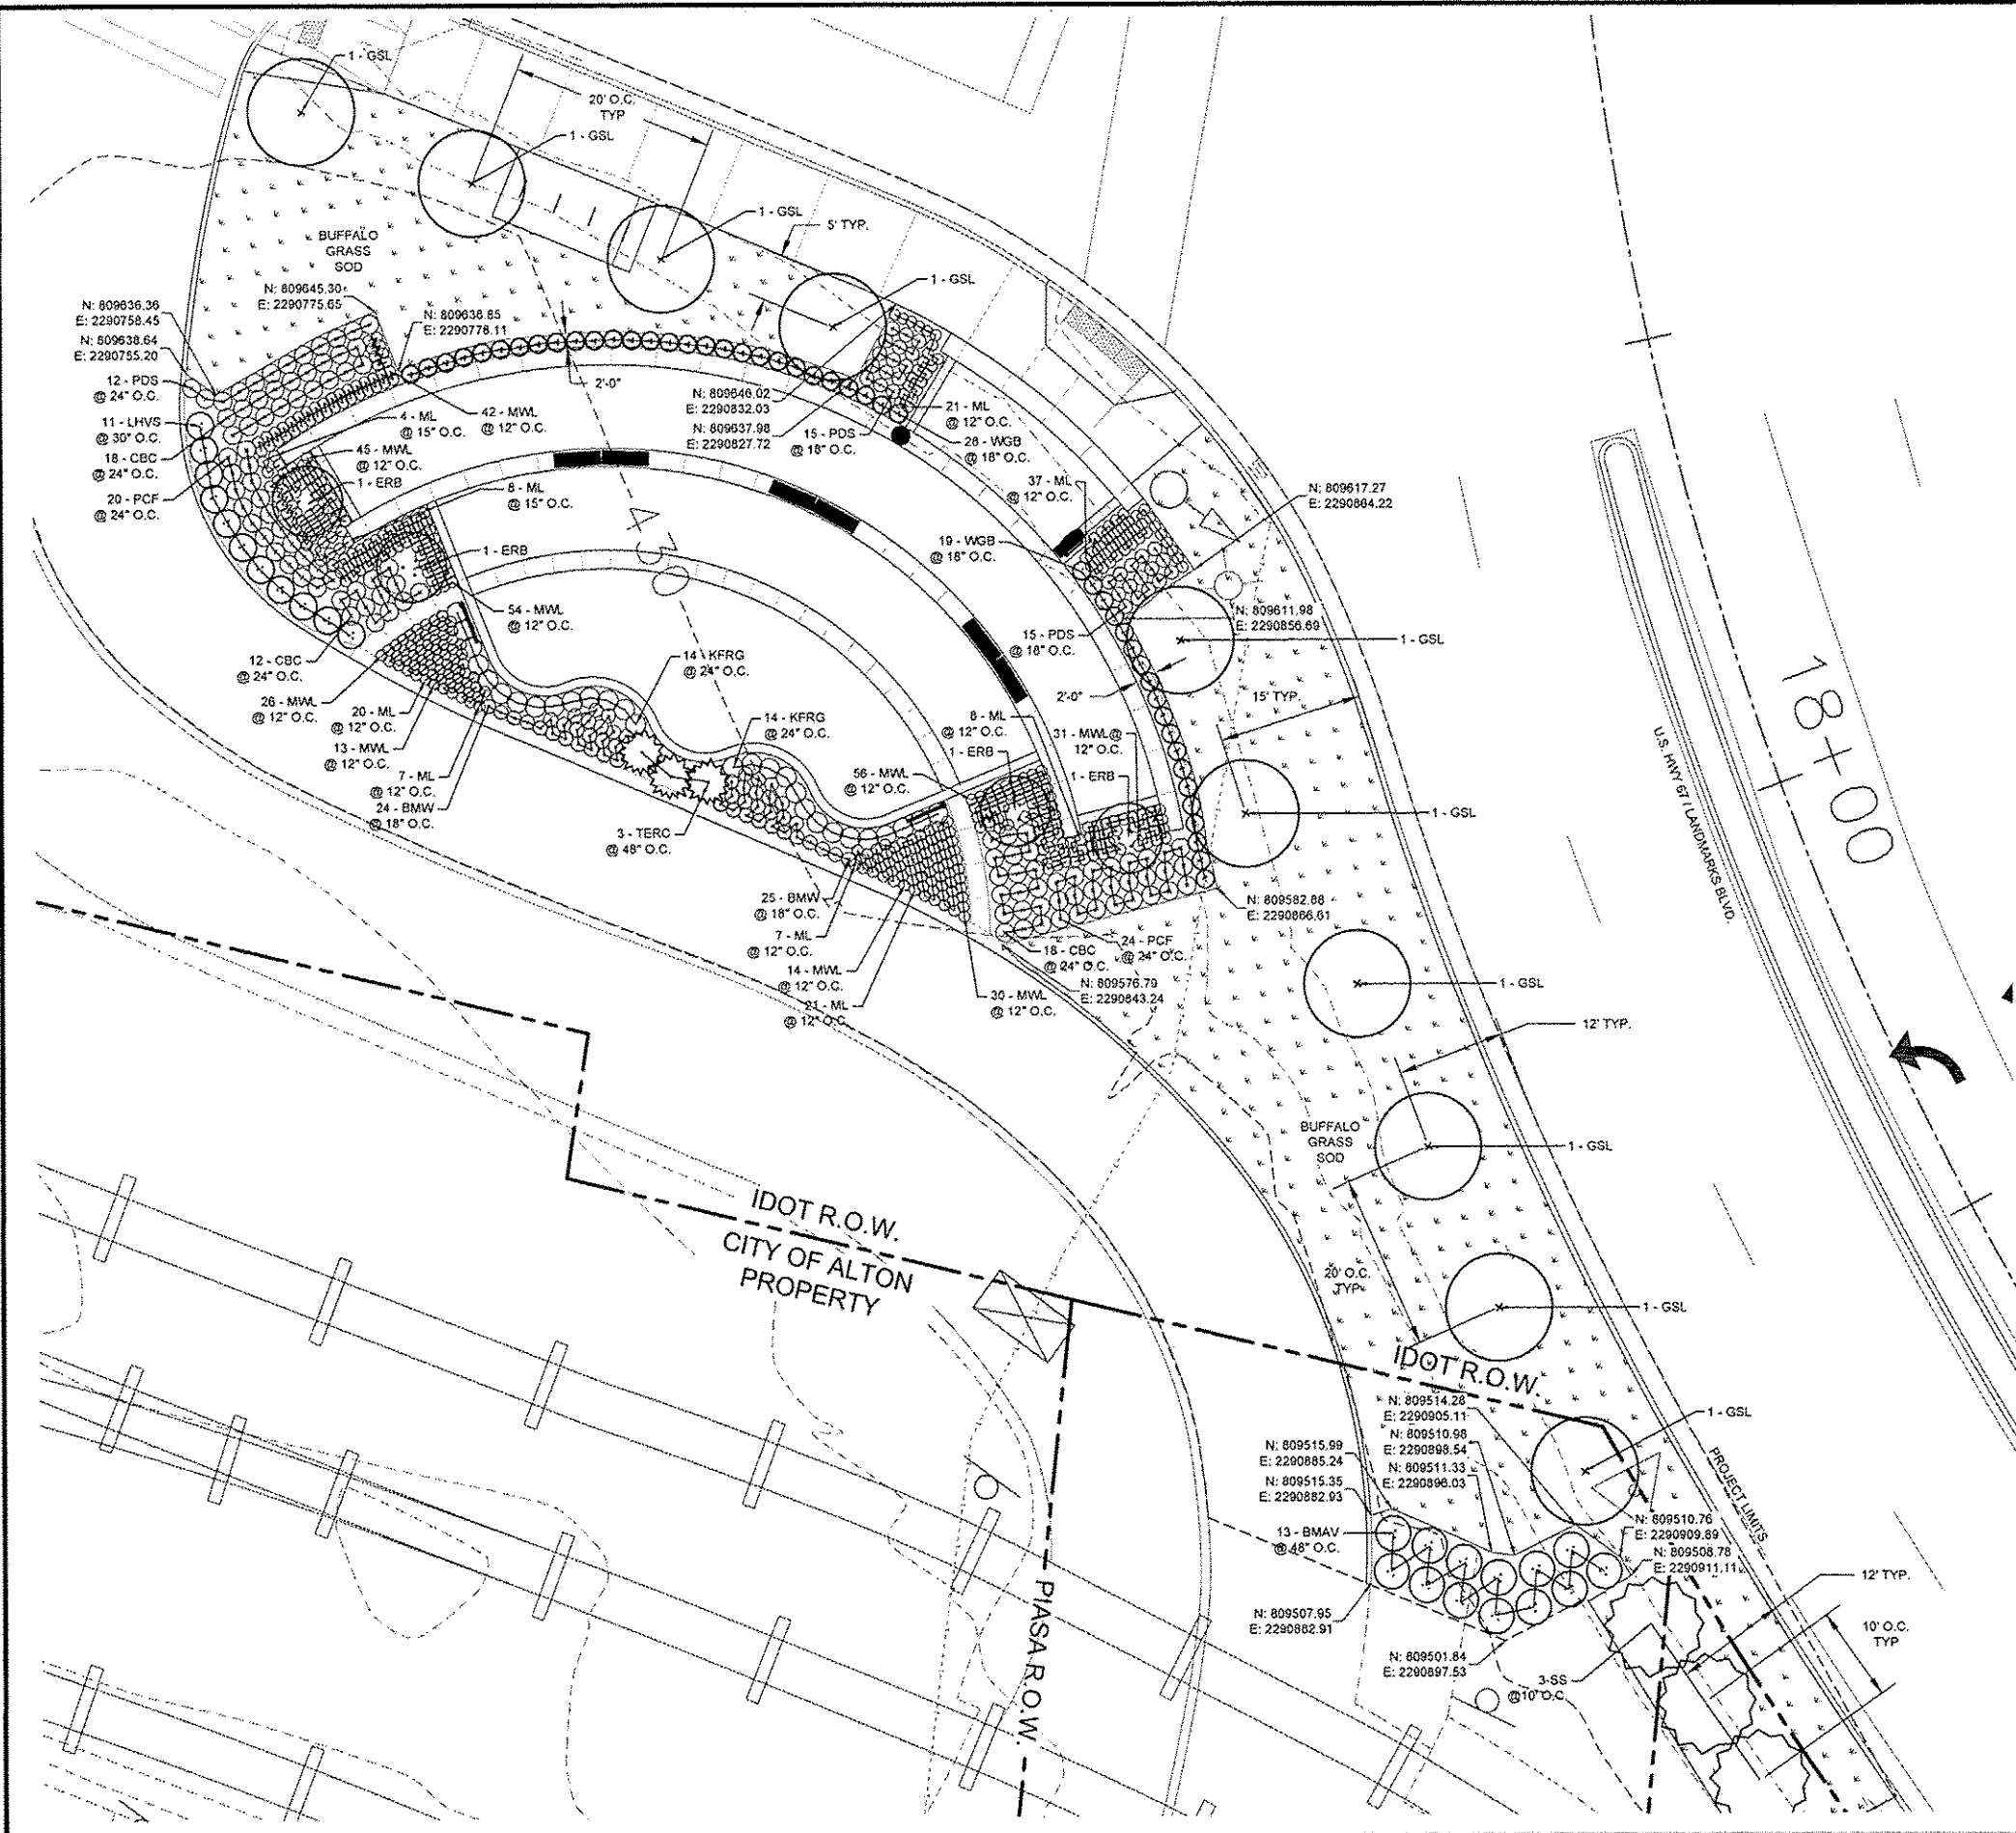 1 - GSL
20' O.C.
TYP
1 - GSL
1 - GSL
5' TYP.
1 - GSL
BUFFALO
GRASS
SOD
N: 809645.30
E: 2290775.65
N: 809636.36
E: 2290758.45
N: 809638.64
E: 2290755.20
N: 809638.85
E: 2290778.11
12 - PDS
@ 24" O.C.
11 - LHVS
@ 30" O.C.
18 - CBC
@ 24" O.C.
20 - PCF
@ 24" O.C.
4 - ML
@ 15" O.C.
42 - MWL
@ 12" O.C.
45 - MWL
@ 12" O.C.
1 - ERB
8 - ML
@ 15" O.C.
2'-0"
N: 809646.02
E: 2290832.03
N: 809637.98
E: 2290827.72
15 - PDS
@ 18" O.C.
21 - ML
@ 12" O.C.
28 - WGB
@ 18" O.C.
37 - ML
@ 12" O.C.
19 - WGB
@ 18" O.C.
N: 809617.27
E: 2290864.22
430
1 - ERB
54 - MWL
@ 12" O.C.
N: 809611.98
E: 2290856.69
15 - PDS
@ 18" O.C.
1 - GSL
12 - CBC
@ 24" O.C.
26 - MWL
@ 12" O.C.
20 - ML
@ 12" O.C.
13 - MWL
@ 12" O.C.
7 - ML
@ 12" O.C.
24 - BMW
@ 18" O.C.
14 - KFRG
@ 24" O.C.
14 - KFRG
@ 24" O.C.
3 - TERC
@ 48" O.C.
2'-0"
15' TYP.
8 - ML
@ 12" O.C.
1 - ERB
31 - MWL@
12" O.C.
1 - ERB
56 - MWL
@ 12" O.C.
1 - GSL
18+00
U.S. HWY 67 / LANDMARKS BLVD.
25 - BMW
@ 18" O.C.
7 - ML
@ 12" O.C.
14 - MWL
@ 12" O.C.
21 - ML
@ 12" O.C.
30 - MWL
@ 12" O.C.
18 - CBC
@ 24" O.C.
24 - PCF
@ 24" O.C.
N: 809582.88
E: 2290866.61
N: 809576.79
E: 2290843.24
1 - GSL
12' TYP.
BUFFALO
GRASS
SOD
1 - GSL
20' O.C.
TYP
1 - GSL
IDOT R.O.W.
CITY OF ALTON
PROPERTY
IDOT R.O.W.
1 - GSL
PROJECT LIMITS
PIASA R.O.W.
N: 809514.28
E: 2290905.11
N: 809510.98
E: 2290898.54
N: 809511.33
E: 2290896.03
N: 809515.99
E: 2290885.24
N: 809515.35
E: 2290882.93
13 - BMAV
@ 48" O.C.
N: 809510.76
E: 2290909.89
N: 809508.78
E: 2290911.11
N: 809507.95
E: 2290882.91
N: 809501.84
E: 2290897.53
3-SS
@10' O.C.
12' TYP.
10' O.C.
TYP